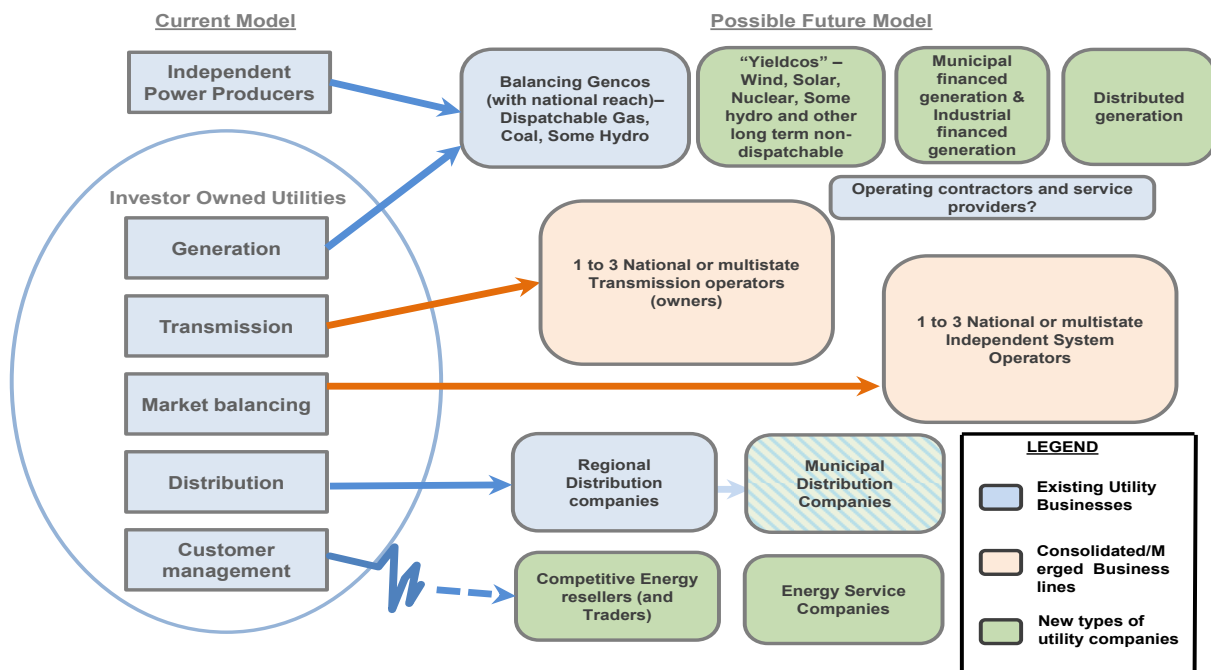 Current Model
Possible Future Model
Independent
Power Producers
Balancing Gencos
(with national reach)–
Dispatchable Gas,
Coal, Some Hydro
“Yieldcos” –
Wind, Solar,
Nuclear, Some
hydro and other
long term non-
dispatchable
Municipal
financed
generation &
Industrial
financed
generation
Distributed
generation
Operating contractors and service
providers?
Investor Owned Utilities
Generation
Transmission
Market balancing
Distribution
Customer
management
1 to 3 National or multistate
Transmission operators
(owners)
1 to 3 National or multistate
Independent System
Operators
Regional
Distribution
companies
Municipal
Distribution
Companies
Competitive Energy
resellers (and
Traders)
Energy Service
Companies
LEGEND
Existing Utility
Businesses
Consolidated/M
erged Business
lines
New types of
utility companies